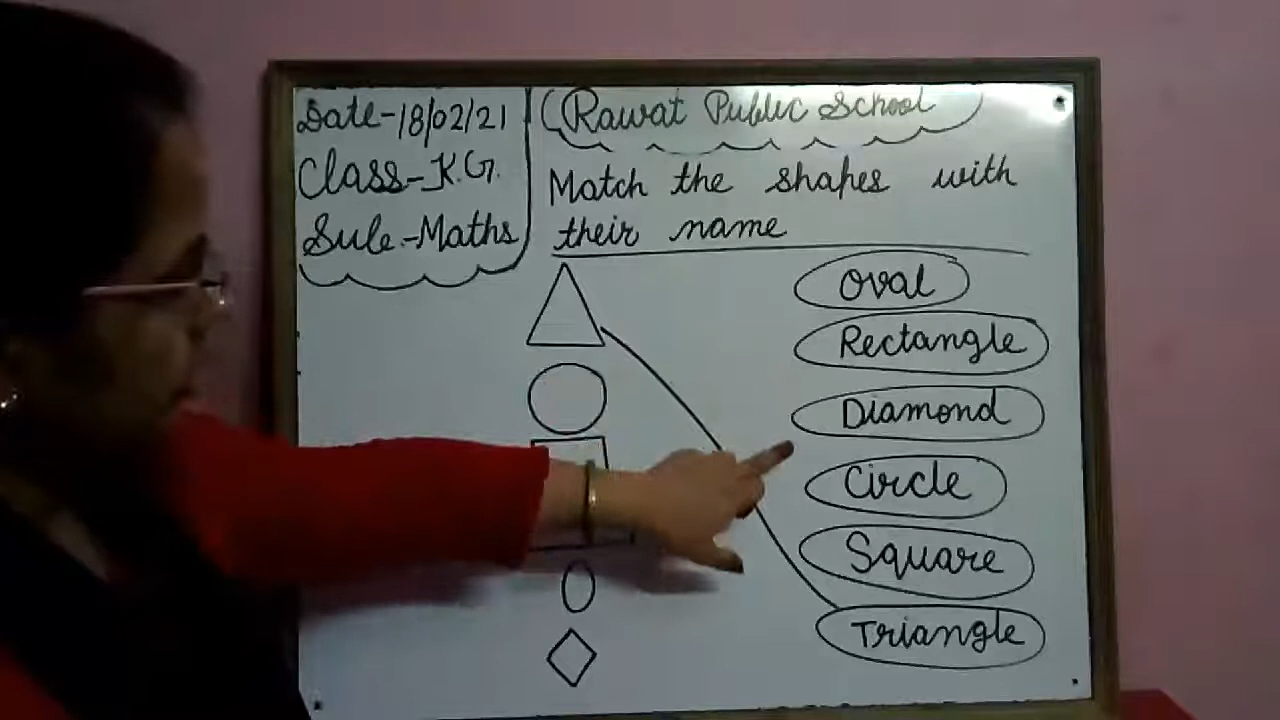 Date-18/02/21
Class-K.G.
Sule.-Maths
Rawat Public School
Match the shapes with
their name
Oval
Rectangle
Diamond
Circle
Square
Triangle